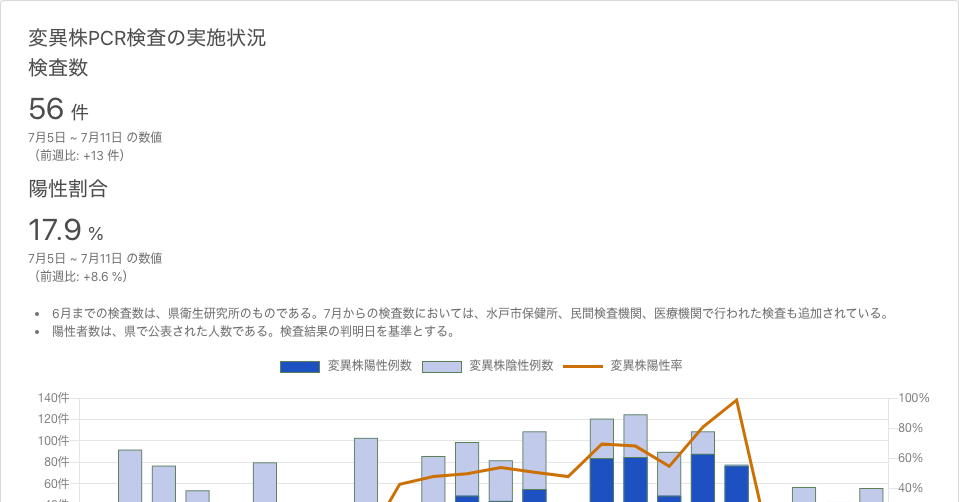 変異株PCR検査の実施状況
検査数
56 件
7月5日 ~ 7月11日 の数値
（前週比: +13 件）
陽性割合
17.9 %
7月5日 ~ 7月11日 の数値
（前週比: +8.6 %）
• 6月までの検査数は、県衛生研究所のものである。7月からの検査数においては、水戸市保健所、民間検査機関、医療機関で行われた検査も追加されている。
• 陽性者数は、県で公表された人数である。検査結果の判明日を基準とする。
変異株陽性例数 変異株陰性例数 変異株陽性率
140件 100%
120件 80%
100件
80件 60%
60件 40%